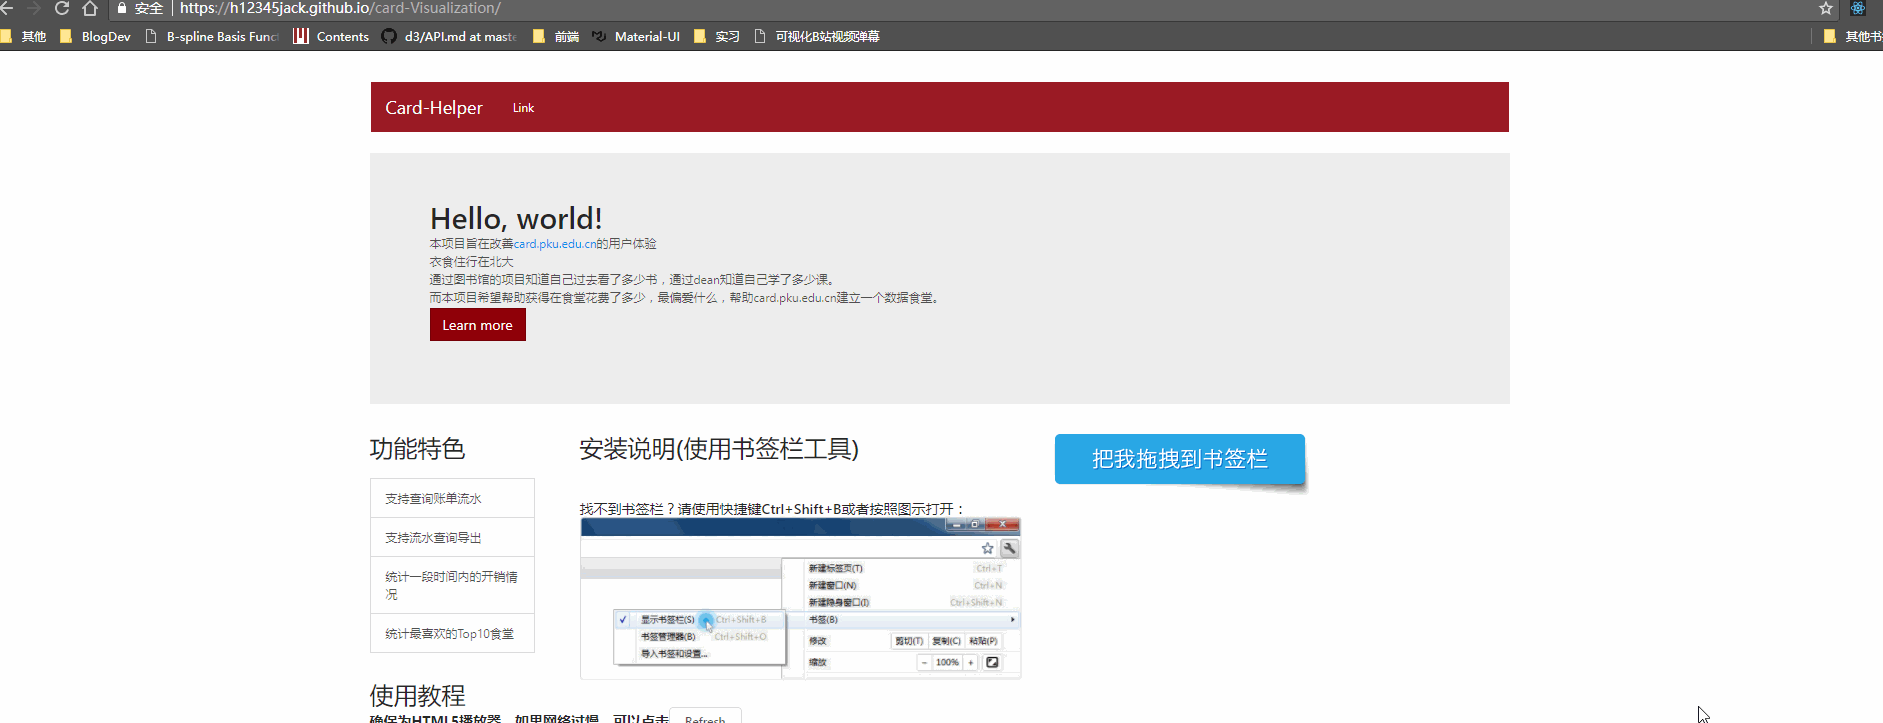 安全 https://h12345jack.github.io/card-Visualization/
其他 BlogDev B-spline Basis Func Contents d3/API.md at maste 前端 Material-UI 实习 可视化B站视频弹幕 其他书
Card-Helper Link
Hello, world!
本项目旨在改善card.pku.edu.cn的用户体验
衣食住行在北大
通过图书馆的项目知道自己过去看了多少书，通过dean知道自己学了多少课。
而本项目希望帮助获得在食堂花费了多少，最偏爱什么，帮助card.pku.edu.cn建立一个数据食堂。
Learn more
功能特色
支持查询账单流水
支持流水查询导出
统计一段时间内的开销情
况
统计最喜欢的Top10食堂
安装说明(使用书签栏工具)
找不到书签栏？请使用快捷键Ctrl+Shift+B或者按照图示打开：
新建标签页(T) Ctrl+T
新建窗口(N) Ctrl+N
新建隐身窗口(I) Ctrl+Shift+N
书签(B)
显示书签栏(S) Ctrl+Shift+B
书签管理器(B) Ctrl+Shift+O
导入书签和设置...
修改 剪切(T) 复制(C) 粘贴(P)
缩放 - 100% +
把我拖拽到书签栏
使用教程
确保为HTML5播放器，如果网络过慢，可以点击 Refresh